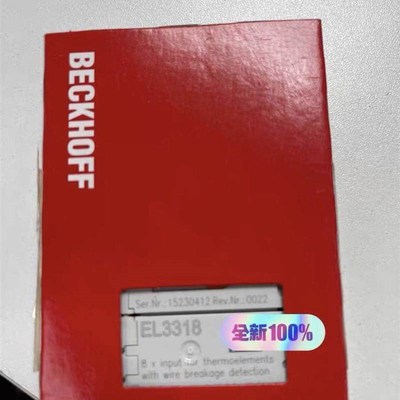 BECKHOFF
Ser.Nr.: 15230412 Rev.Nr.: 0022
EL3318
全新100%
8 x input for thermoelements
with wire breakage detection